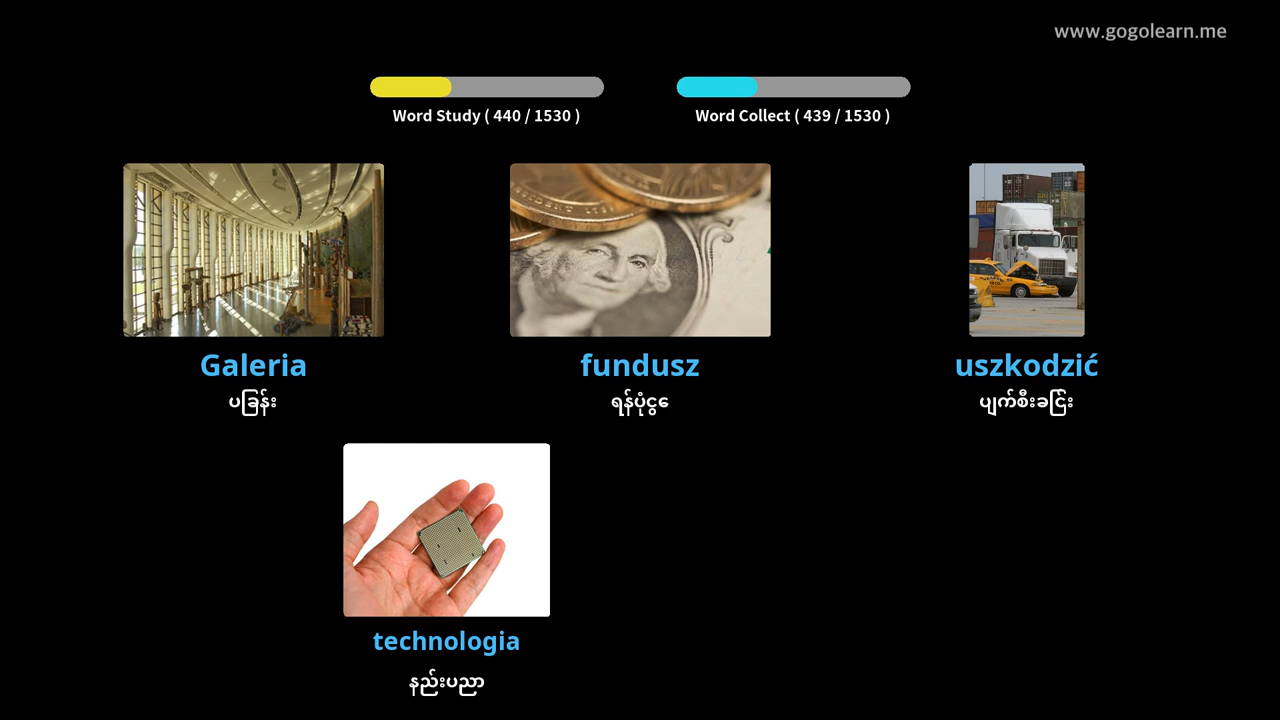 www.gogolearn.me
Word Study ( 440 / 1530 )
Word Collect ( 439 / 1530 )
Galeria
fundusz
uszkodzić
ပခြန်း
ရန်ပုံငွေ
ပျက်စီးခြင်း
technologia
နည်းပညာ